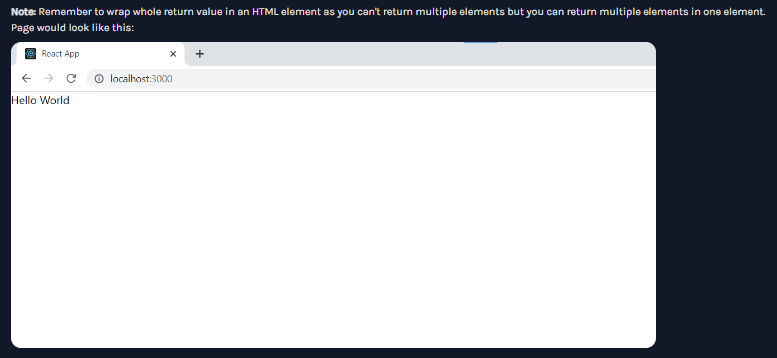 Note: Remember to wrap whole return value in an HTML element as you can't return multiple elements but you can return multiple elements in one element.
Page would look like this:
React App
localhost:3000
Hello World